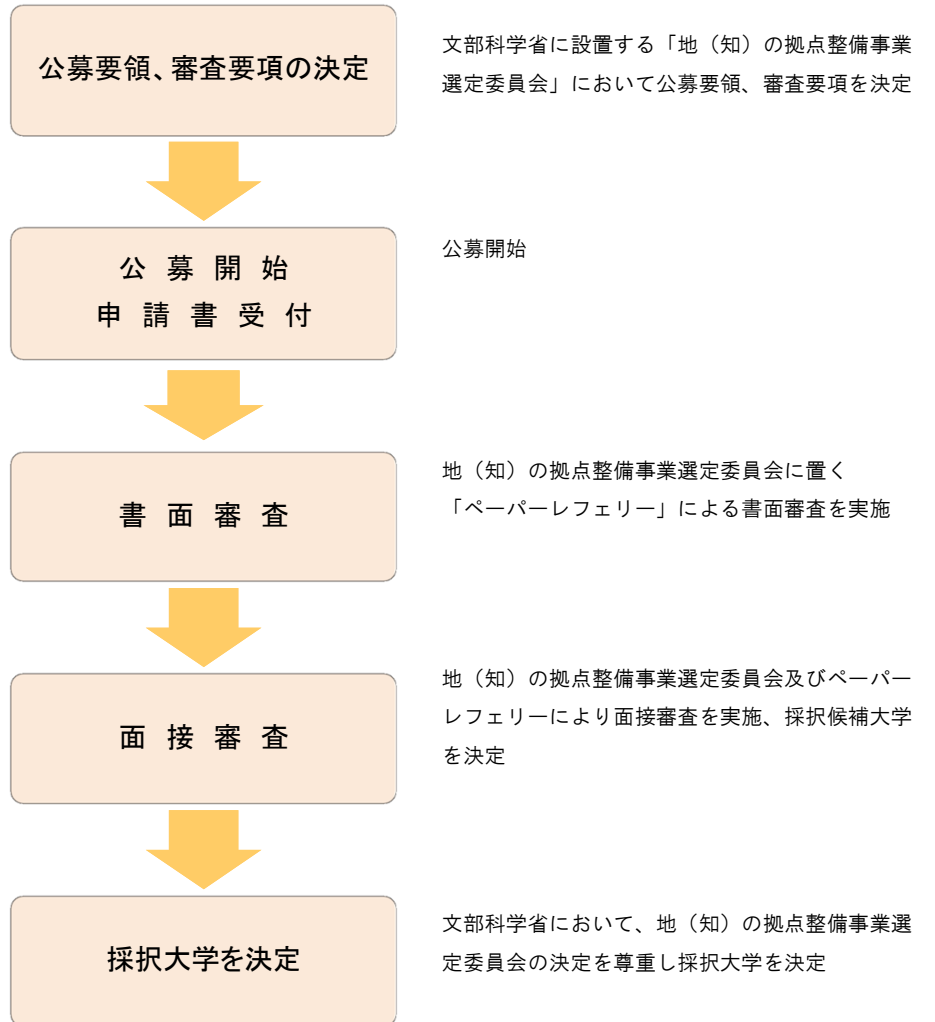 公募要領、審査要項の決定
文部科学省に設置する「地（知）の拠点整備事業
選定委員会」において公募要領、審査要項を決定
公募開始
申請書受付
公募開始
書面審査
地（知）の拠点整備事業選定委員会に置く
「ペーパーレフェリー」による書面審査を実施
面接審査
地（知）の拠点整備事業選定委員会及びペーパー
レフェリーにより面接審査を実施、採択候補大学
を決定
採択大学を決定
文部科学省において、地（知）の拠点整備事業選
定委員会の決定を尊重し採択大学を決定